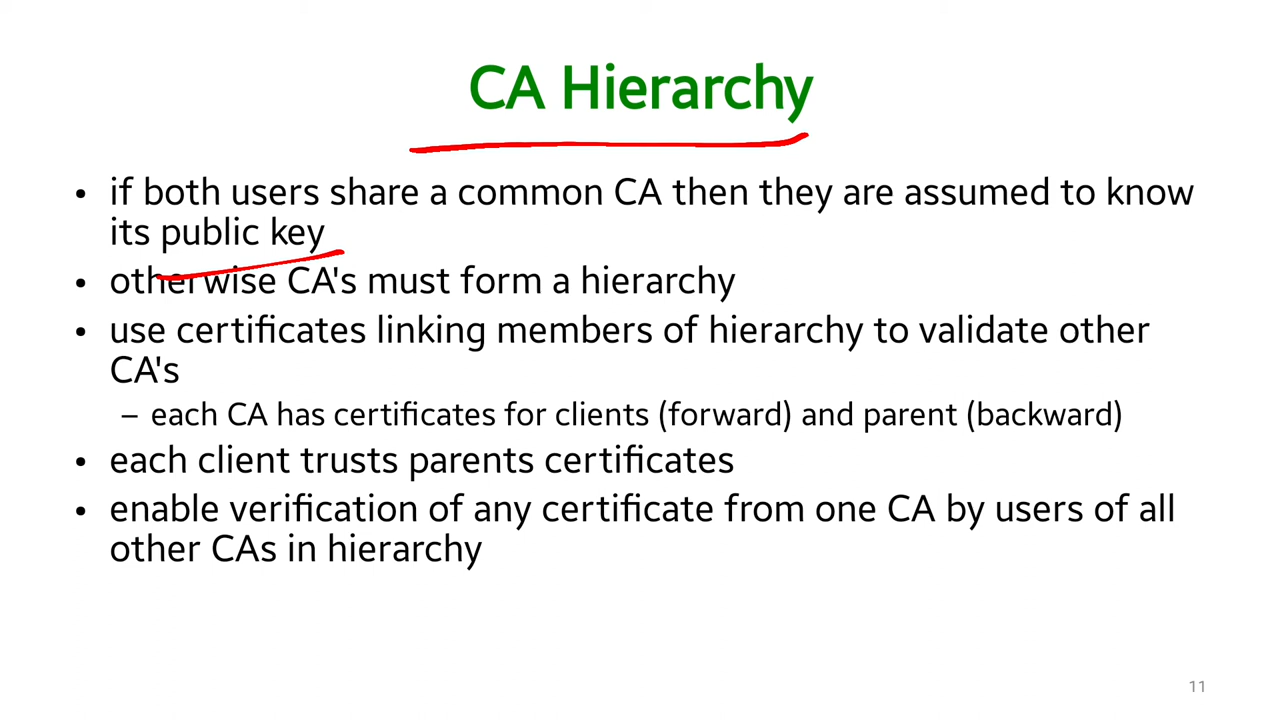 CA Hierarchy
• if both users share a common CA then they are assumed to know
its public key
• otherwise CA's must form a hierarchy
• use certificates linking members of hierarchy to validate other
CA's
– each CA has certificates for clients (forward) and parent (backward)
• each client trusts parents certificates
• enable verification of any certificate from one CA by users of all
other CAs in hierarchy
11